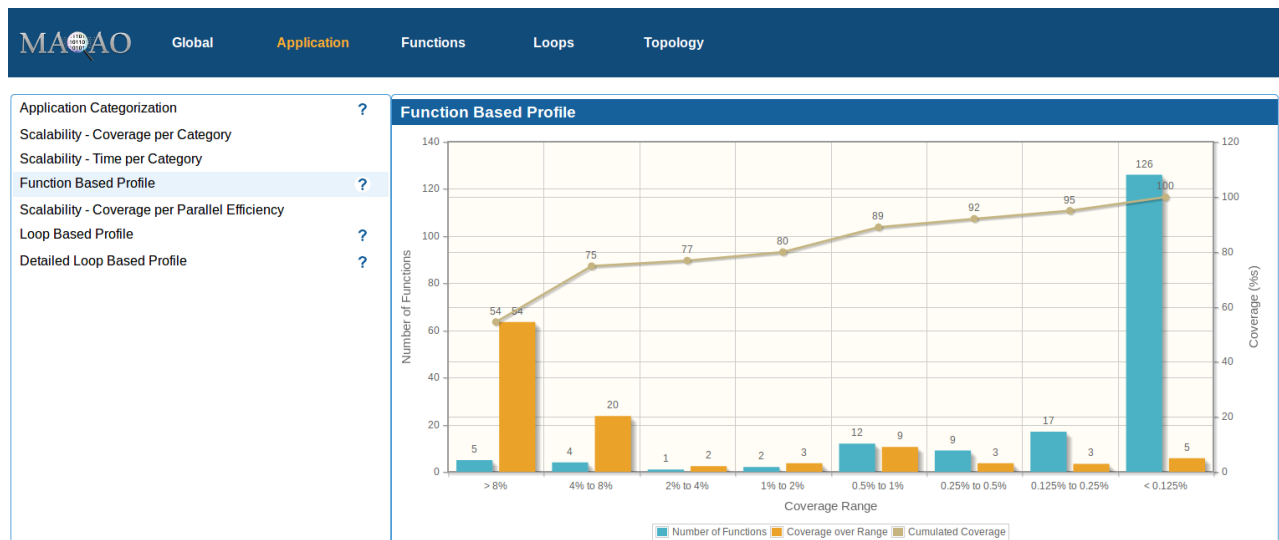 MAQAO
Global
Application
Functions
Loops
Topology
Application Categorization ?
Scalability - Coverage per Category
Scalability - Time per Category
Function Based Profile ?
Scalability - Coverage per Parallel Efficiency
Loop Based Profile ?
Detailed Loop Based Profile ?
Function Based Profile
140
120
100
80
60
40
20
0
Number of Functions
120
100
80
60
40
20
0
Coverage (%s)
54
75
77
80
89
92
95
100
5
54
4
20
1
2
2
3
12
9
9
3
17
3
126
5
> 8%
4% to 8%
2% to 4%
1% to 2%
0.5% to 1%
0.25% to 0.5%
0.125% to 0.25%
< 0.125%
Coverage Range
Number of Functions
Coverage over Range
Cumulated Coverage